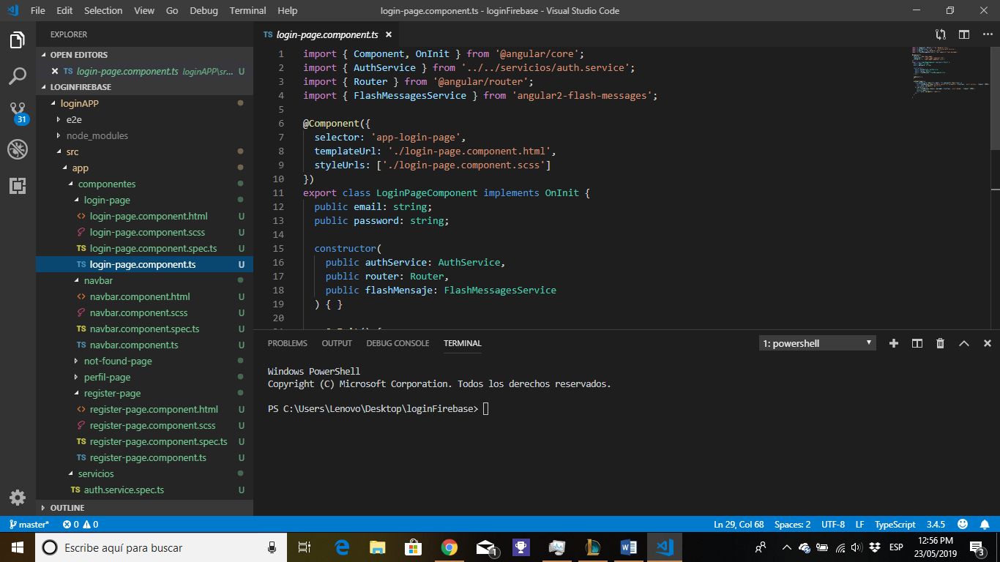 File Edit Selection View Go Debug Terminal Help
login-page.component.ts - loginFirebase - Visual Studio Code
EXPLORER
OPEN EDITORS
login-page.component.ts loginAPP\sr... U
LOGINFIREBASE
loginAPP
e2e
node_modules
src
app
componentes
login-page
login-page.component.html U
login-page.component.scss U
TS login-page.component.spec.ts U
TS login-page.component.ts U
navbar
navbar.component.html U
navbar.component.scss U
TS navbar.component.spec.ts U
TS navbar.component.ts U
not-found-page
perfil-page
register-page
register-page.component.html U
register-page.component.scss U
TS register-page.component.spec.ts U
TS register-page.component.ts U
servicios
TS auth.service.spec.ts U
OUTLINE
31
TS login-page.component.ts
1 import { Component, OnInit } from '@angular/core';
2 import { AuthService } from '../../servicios/auth.service';
3 import { Router } from '@angular/router';
4 import { FlashMessagesService } from 'angular2-flash-messages';
5
6 @Component({
7 selector: 'app-login-page',
8 templateUrl: './login-page.component.html',
9 styleUrls: ['./login-page.component.scss']
10 })
11 export class LoginPageComponent implements OnInit {
12 public email: string;
13 public password: string;
14
15 constructor(
16 public authService: AuthService,
17 public router: Router,
18 public flashMensaje: FlashMessagesService
19 ) { }
20
PROBLEMS OUTPUT DEBUG CONSOLE TERMINAL
1: powershell
Windows PowerShell
Copyright (C) Microsoft Corporation. Todos los derechos reservados.
PS C:\Users\Lenovo\Desktop\loginFirebase>
master* 0 0
Ln 29, Col 68 Spaces: 2 UTF-8 LF TypeScript 3.4.5
Escribe aquí para buscar
1
ESP
12:56 PM
23/05/2019
3